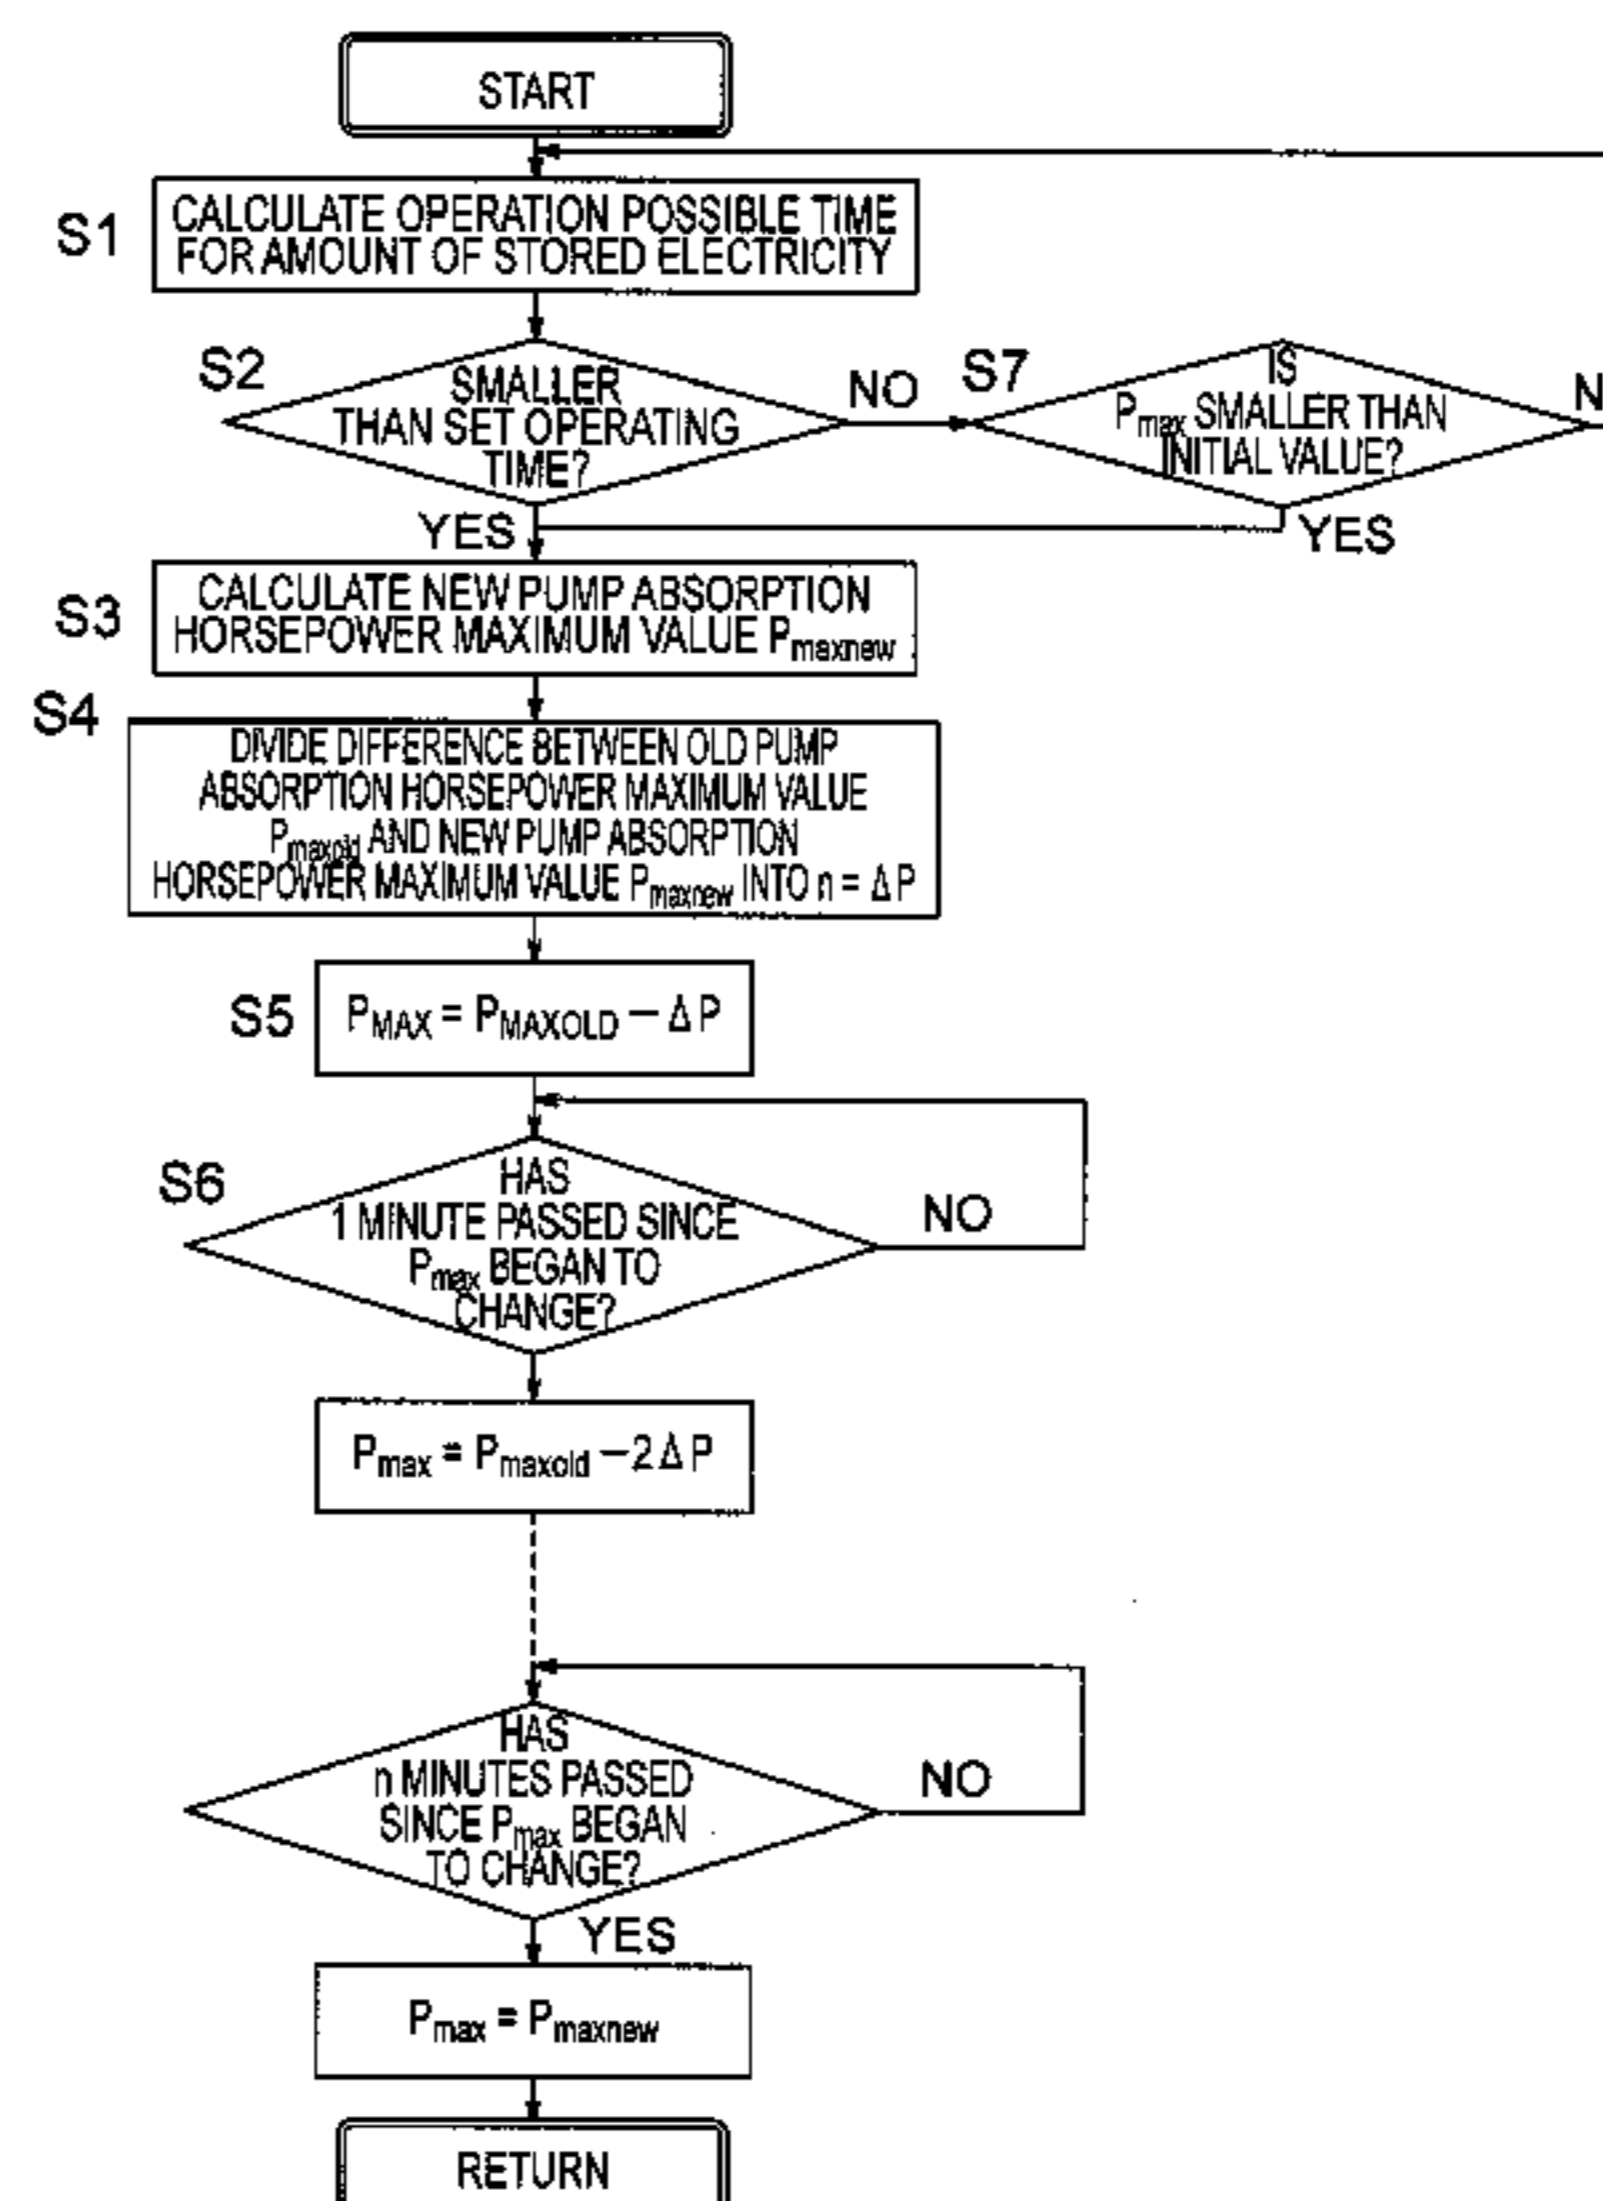 START
S1
CALCULATE OPERATION POSSIBLE TIME
FOR AMOUNT OF STORED ELECTRICITY
S2
SMALLER
THAN SET OPERATING
TIME?
NO
YES
S7
IS
Pmax SMALLER THAN
INITIAL VALUE?
N
YES
S3
CALCULATE NEW PUMP ABSORPTION
HORSEPOWER MAXIMUM VALUE Pmaxnew
S4
DIVIDE DIFFERENCE BETWEEN OLD PUMP
ABSORPTION HORSEPOWER MAXIMUM VALUE
Pmaxold AND NEW PUMP ABSORPTION
HORSEPOWER MAXIMUM VALUE Pmaxnew INTO n = Δ P
S5
PMAX = PMAXOLD − Δ P
S6
HAS
1 MINUTE PASSED SINCE
Pmax BEGAN TO
CHANGE?
NO
Pmax = Pmaxold −2 Δ P
HAS
n MINUTES PASSED
SINCE Pmax BEGAN
TO CHANGE?
NO
YES
Pmax = Pmaxnew
RETURN